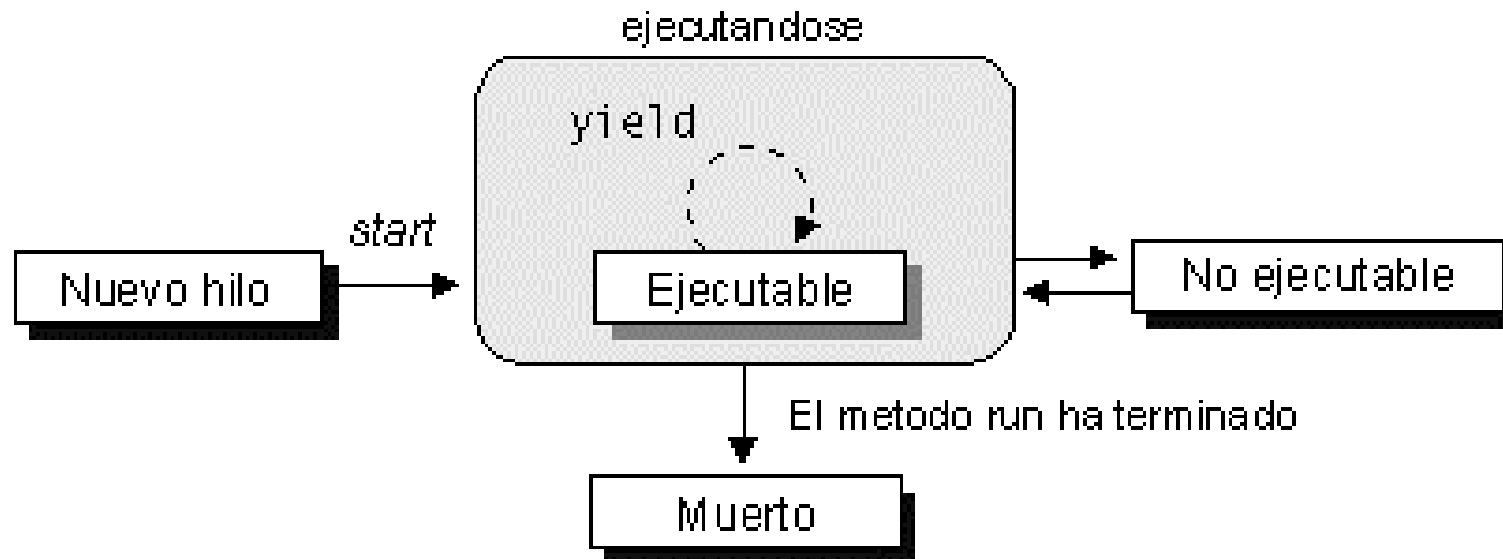 ejecutandose
yield
start
Nuevo hilo
Ejecutable
No ejecutable
El metodo run ha terminado
Muerto